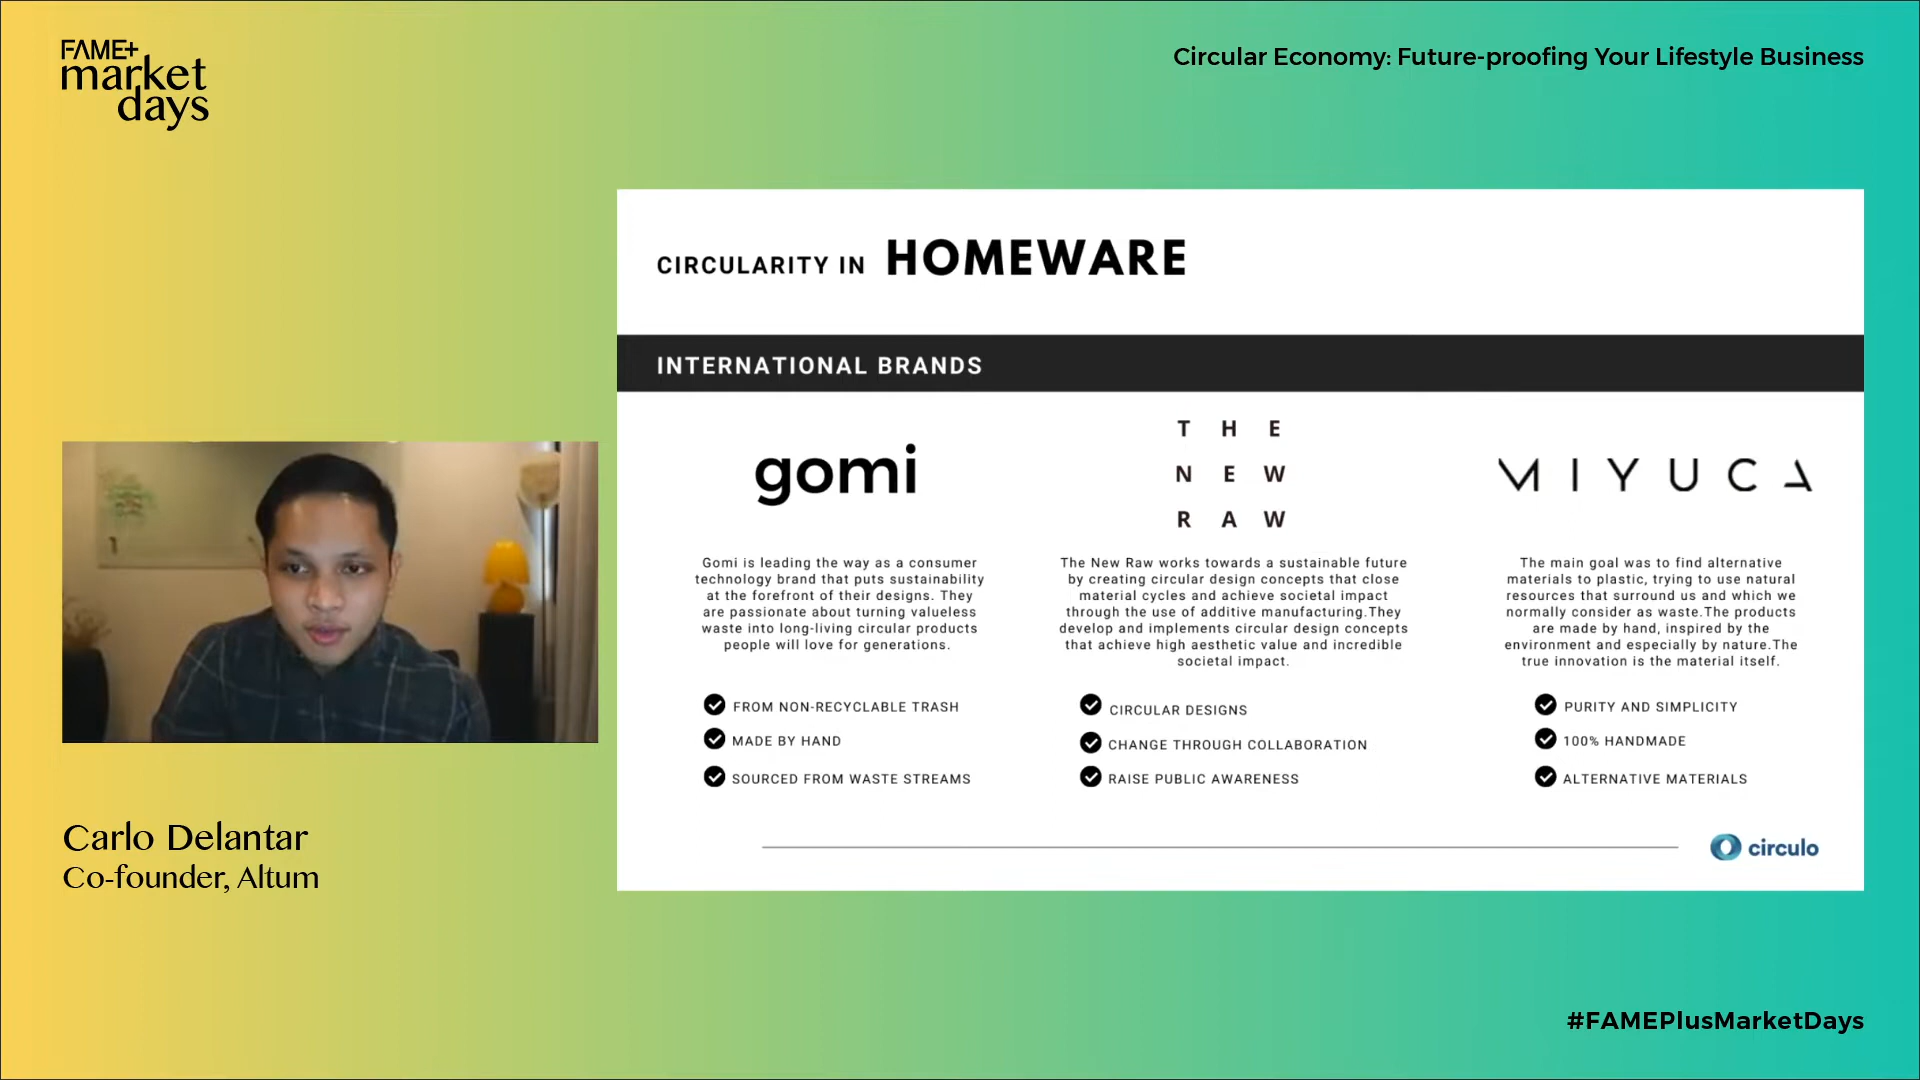 FAME+
market
days
Circular Economy: Future-proofing Your Lifestyle Business
CIRCULARITY IN HOMEWARE
INTERNATIONAL BRANDS
gomi
Gomi is leading the way as a consumer
technology brand that puts sustainability
at the forefront of their designs. They
are passionate about turning valueless
waste into long-living circular products
people will love for generations.
FROM NON-RECYCLABLE TRASH
MADE BY HAND
SOURCED FROM WASTE STREAMS
THE
NEW
RAW
The New Raw works towards a sustainable future
by creating circular design concepts that close
material cycles and achieve societal impact
through the use of additive manufacturing.They
develop and implements circular design concepts
that achieve high aesthetic value and incredible
societal impact.
CIRCULAR DESIGNS
CHANGE THROUGH COLLABORATION
RAISE PUBLIC AWARENESS
MIYUCA
The main goal was to find alternative
materials to plastic, trying to use natural
resources that surround us and which we
normally consider as waste.The products
are made by hand, inspired by the
environment and especially by nature.The
true innovation is the material itself.
PURITY AND SIMPLICITY
100% HANDMADE
ALTERNATIVE MATERIALS
circulo
Carlo Delantar
Co-founder, Altum
#FAMEPlusMarketDays